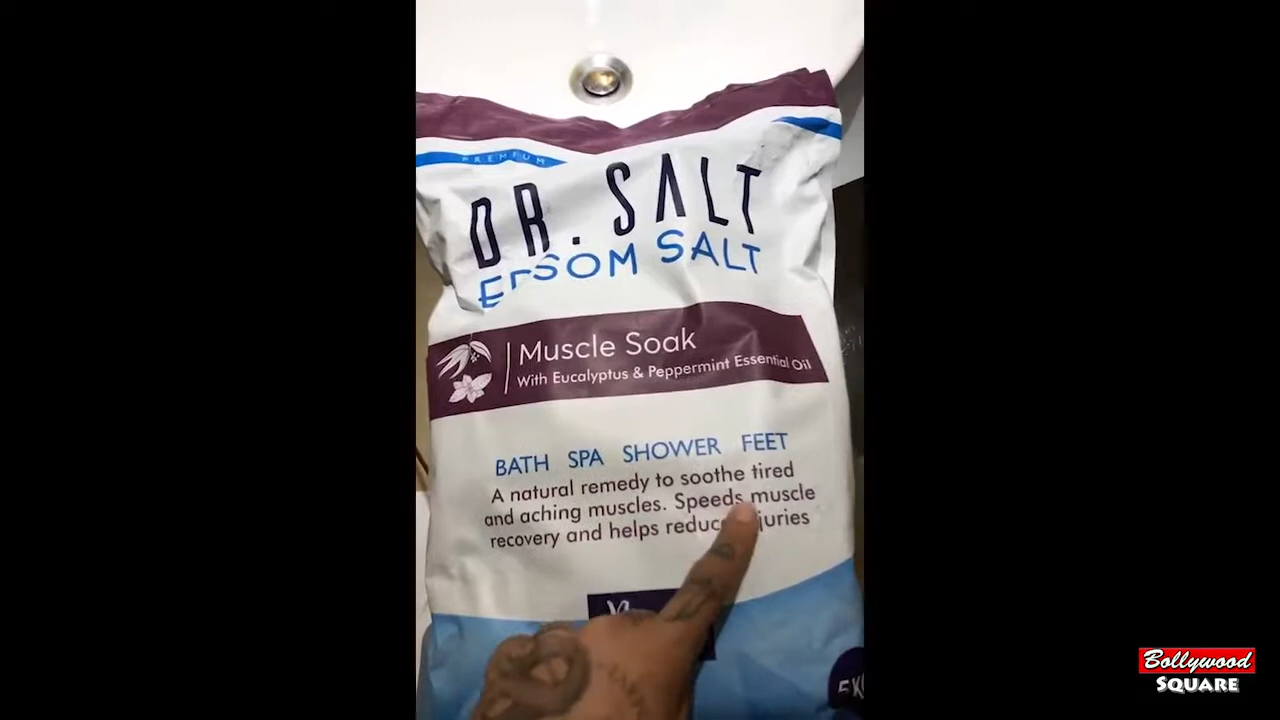 PREMIUM
DR. SALT
EPSOM SALT
Muscle Soak
With Eucalyptus & Peppermint Essential Oil
BATH SPA SHOWER FEET
A natural remedy to soothe tired
and aching muscles. Speeds muscle
recovery and helps reduce
Bollywood
SQUARE